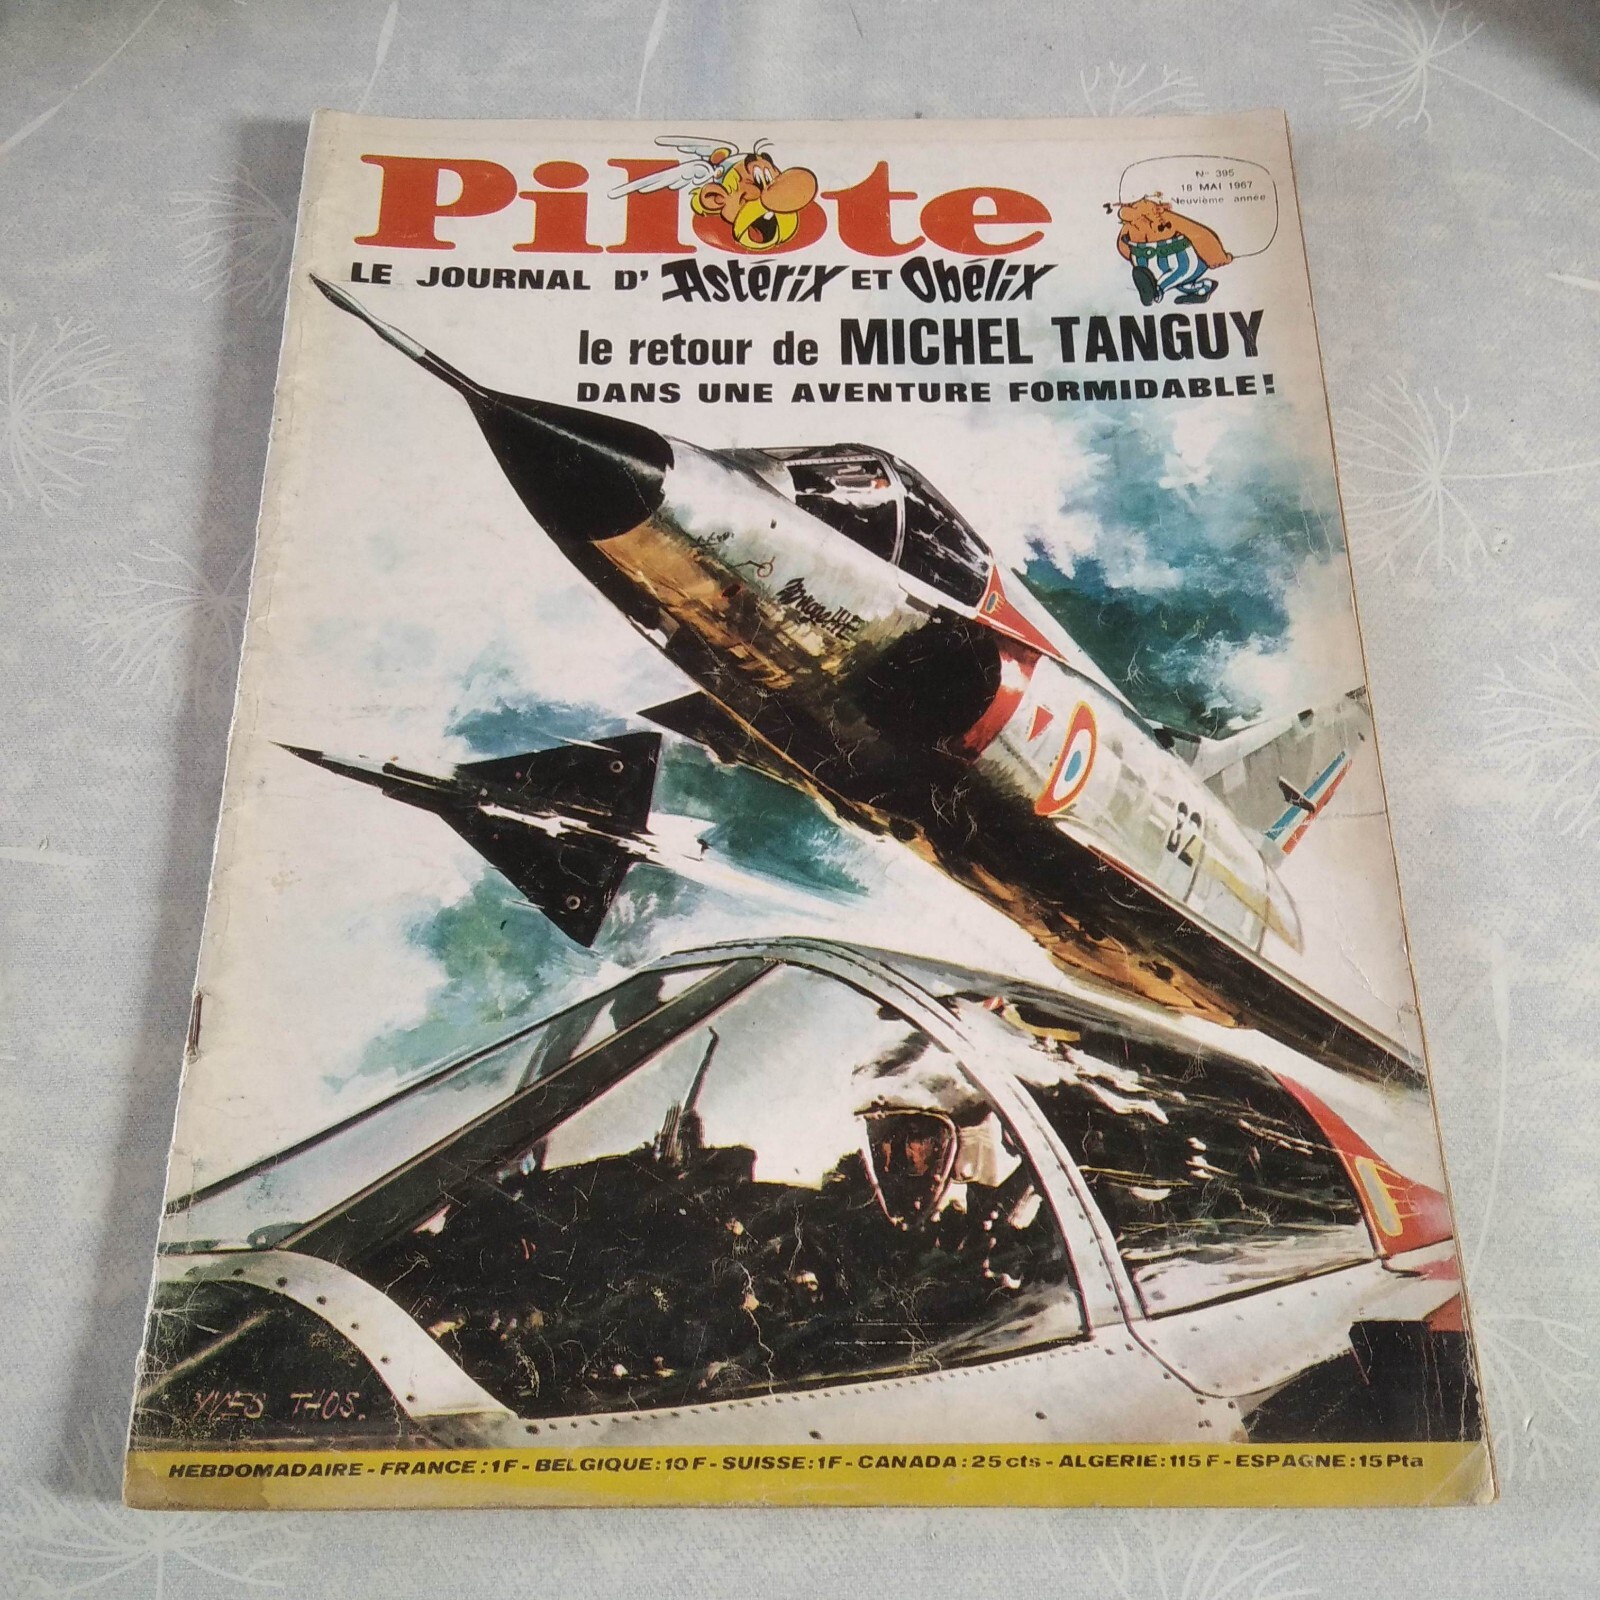 Pilote
N° 395
18 MAI 1967
Neuvième année
LE JOURNAL D'Astérix ET Obélix
le retour de MICHEL TANGUY
DANS UNE AVENTURE FORMIDABLE!
82
YVES THOS.
HEBDOMADAIRE - FRANCE : 1F - BELGIQUE : 10 F - SUISSE : 1F - CANADA : 25 cts - ALGERIE : 115 F - ESPAGNE : 15 Pta